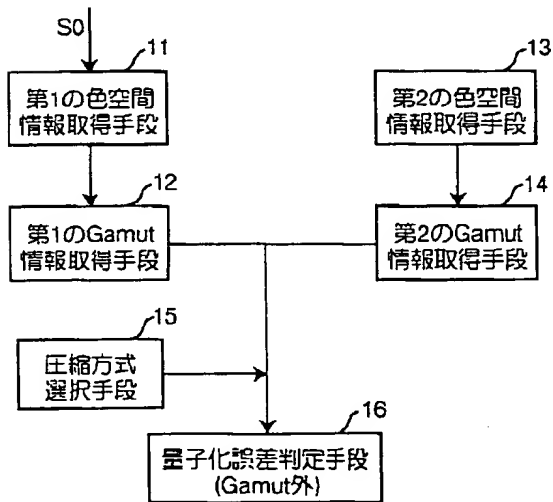 S0
11
第1の色空間
情報取得手段
13
第2の色空間
情報取得手段
12
第1のGamut
情報取得手段
14
第2のGamut
情報取得手段
15
圧縮方式
選択手段
16
量子化誤差判定手段
(Gamut外)